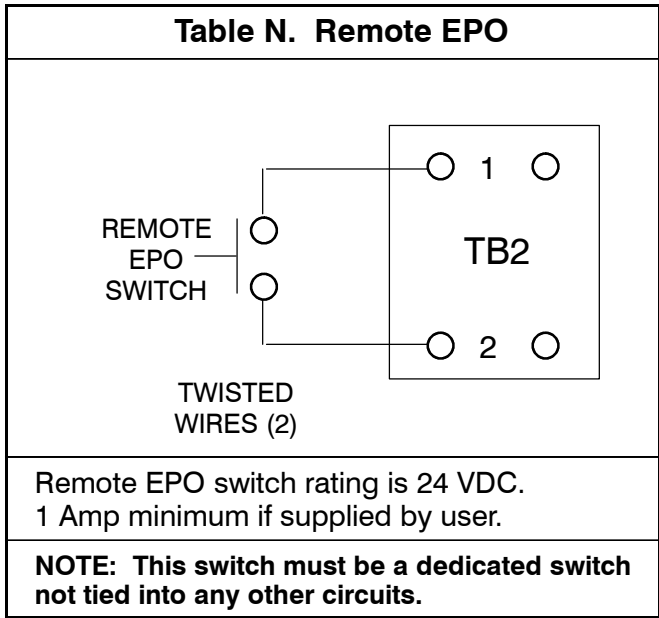 Table N. Remote EPO
1
REMOTE
EPO
SWITCH
TB2
2
TWISTED
WIRES (2)
Remote EPO switch rating is 24 VDC.
1 Amp minimum if supplied by user.
NOTE: This switch must be a dedicated switch
not tied into any other circuits.